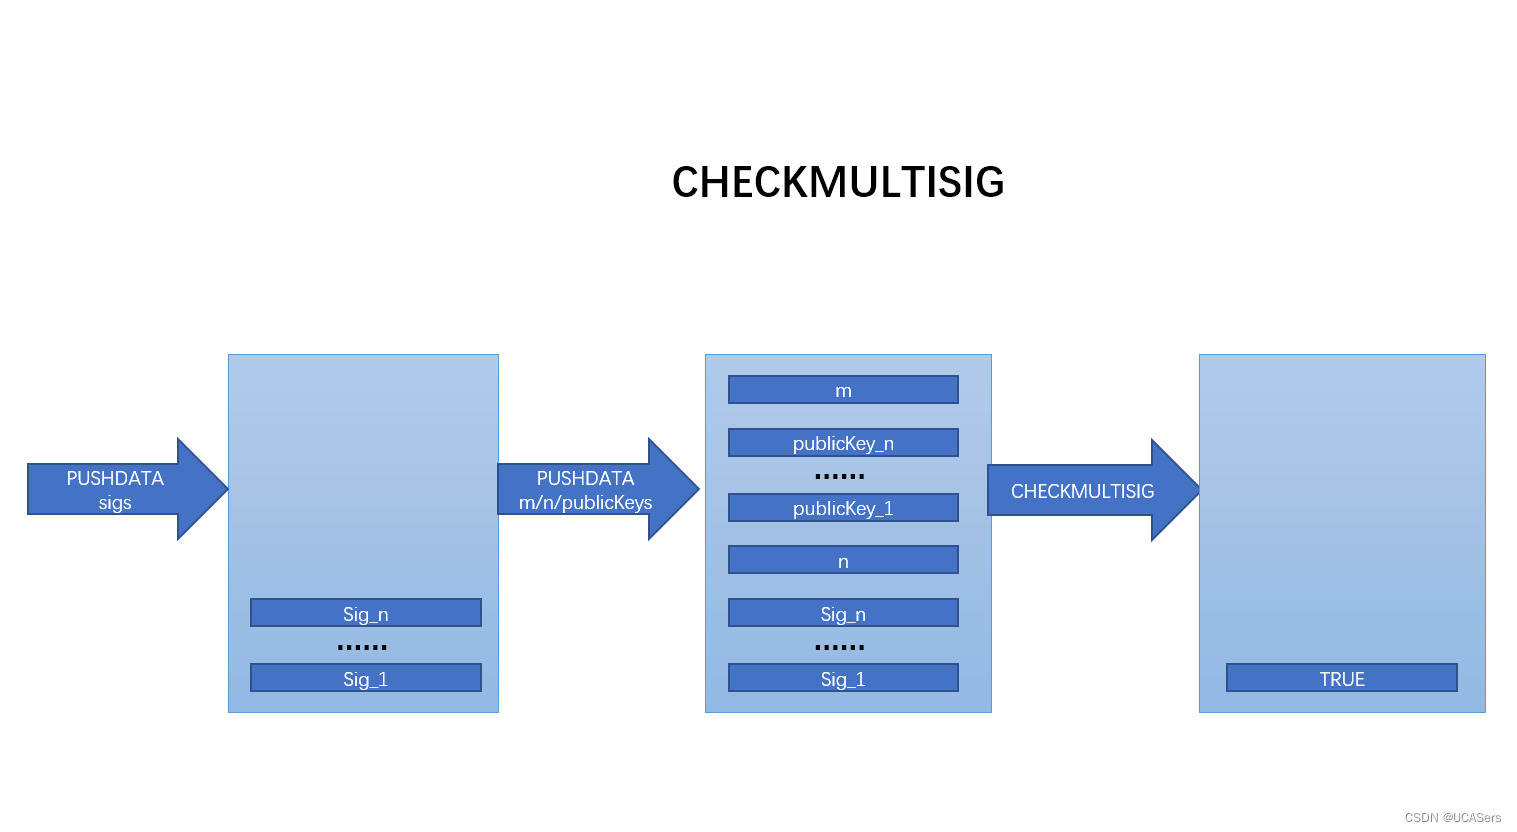 CHECKMULTISIG
PUSHDATA
sigs
Sig_n
......
Sig_1
PUSHDATA
m/n/publicKeys
m
publicKey_n
......
publicKey_1
n
Sig_n
......
Sig_1
CHECKMULTISIG
TRUE
CSDN @UCASers